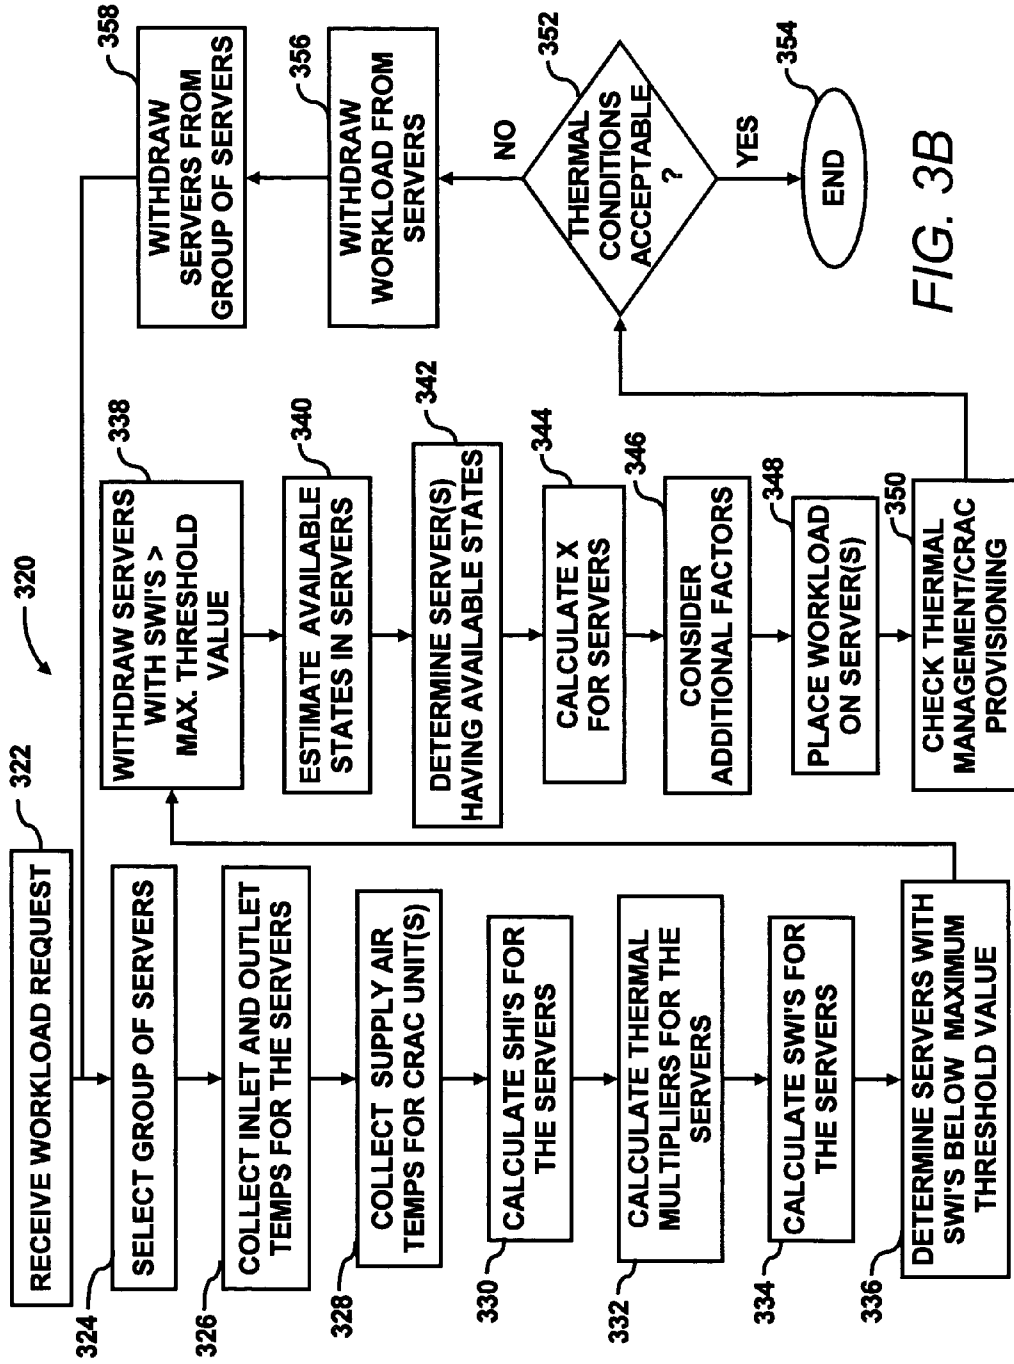 320
RECEIVE WORKLOAD REQUEST
322
SELECT GROUP OF SERVERS
324
COLLECT INLET AND OUTLET
TEMPS FOR THE SERVERS
326
COLLECT SUPPLY AIR
TEMPS FOR CRAC UNIT(S)
328
CALCULATE SHI'S FOR
THE SERVERS
330
CALCULATE THERMAL
MULTIPLIERS FOR THE
SERVERS
332
CALCULATE SWI'S FOR
THE SERVERS
334
DETERMINE SERVERS WITH
SWI'S BELOW MAXIMUM
THRESHOLD VALUE
336
WITHDRAW SERVERS
WITH SWI'S >
MAX. THRESHOLD
VALUE
338
ESTIMATE AVAILABLE
STATES IN SERVERS
340
DETERMINE SERVER(S)
HAVING AVAILABLE STATES
342
CALCULATE X
FOR SERVERS
344
CONSIDER
ADDITIONAL FACTORS
346
PLACE WORKLOAD
ON SERVER(S)
348
CHECK THERMAL
MANAGEMENT/CRAC
PROVISIONING
350
THERMAL
CONDITIONS
ACCEPTABLE
?
352
NO
YES
END
354
WITHDRAW
WORKLOAD FROM
SERVERS
356
WITHDRAW
SERVERS FROM
GROUP OF SERVERS
358
FIG. 3B